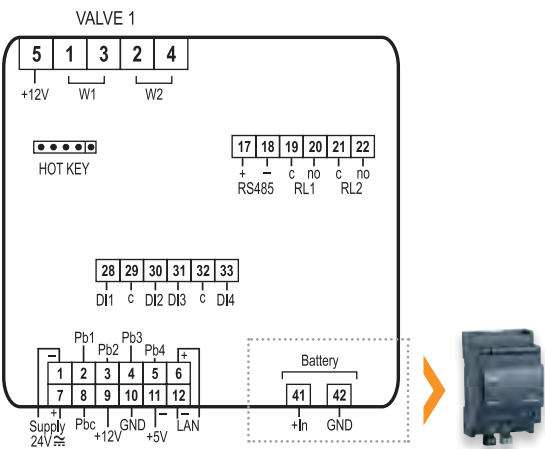 VALVE 1
5 1 3 2 4
+12V W1 W2
HOT KEY
17 18 19 20 21 22
+ − c no c no
RS485 RL1 RL2
28 29 30 31 32 33
DI1 c DI2 DI3 c DI4
Pb1 Pb3
Pb2 Pb4
− +
1 2 3 4 5 6
7 8 9 10 11 12
+ − −
Supply Pbc GND LAN
24V≂ +12V +5V
Battery
41 42
+In GND